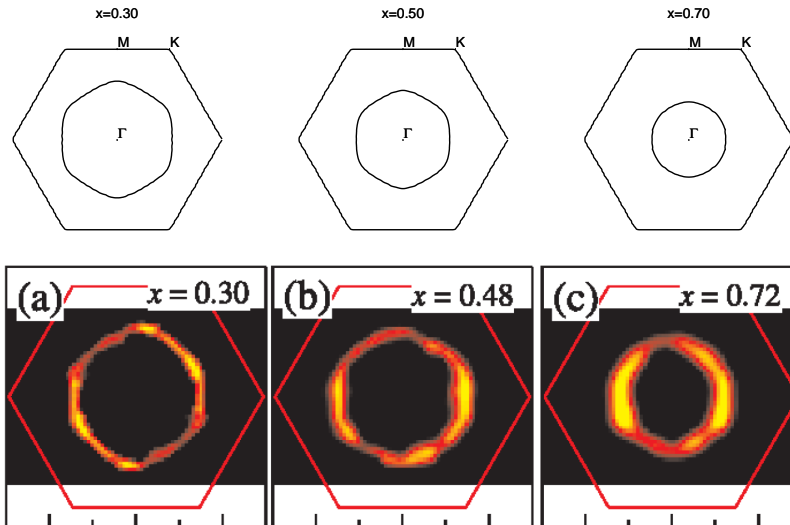 x=0.30 x=0.50 x=0.70
M K M K M K
Γ Γ Γ
(a) x = 0.30 (b) x = 0.48 (c) x = 0.72